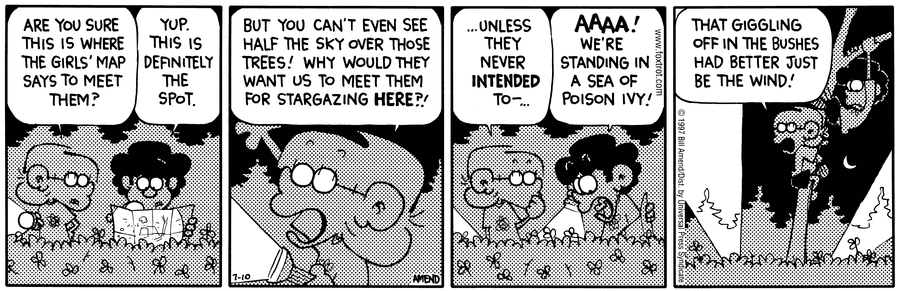 ARE YOU SURE
THIS IS WHERE
THE GIRLS' MAP
SAYS TO MEET
THEM?
YUP.
THIS IS
DEFINITELY
THE
SPOT.
BUT YOU CAN'T EVEN SEE
HALF THE SKY OVER THOSE
TREES! WHY WOULD THEY
WANT US TO MEET THEM
FOR STARGAZING HERE?!
7-10
AMEND
...UNLESS
THEY
NEVER
INTENDED
TO—...
AAAA!
WE'RE
STANDING IN
A SEA OF
POISON IVY!
www.foxtrot.com
© 1997 Bill Amend/Dist. by Universal Press Syndicate
THAT GIGGLING
OFF IN THE BUSHES
HAD BETTER JUST
BE THE WIND!